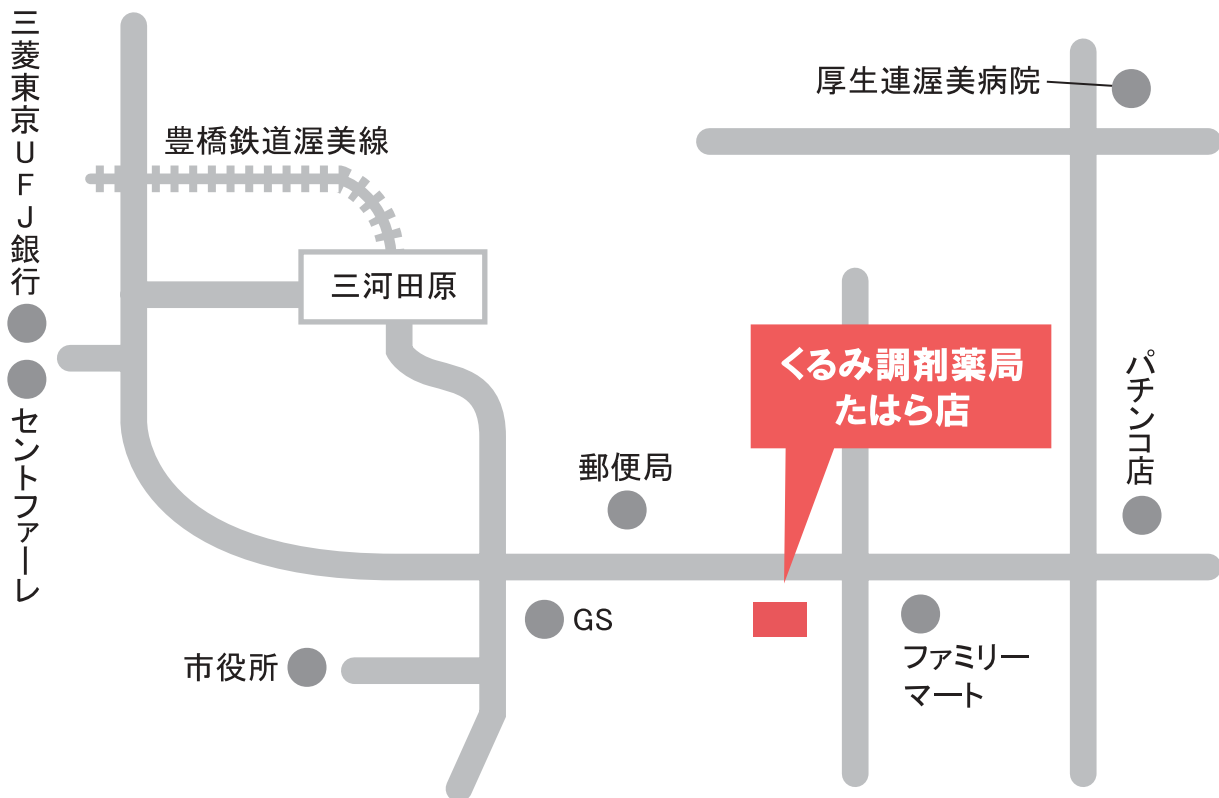 三菱東京UFJ銀行
豊橋鉄道渥美線
厚生連渥美病院
三河田原
くるみ調剤薬局
たはら店
パチンコ店
セントファーレ
郵便局
GS
市役所
ファミリー
マート